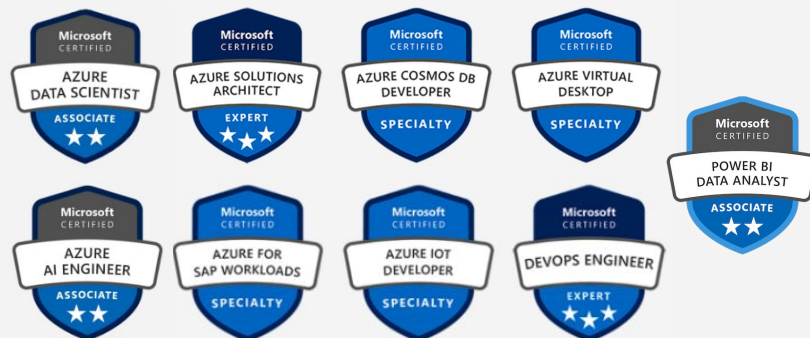 Microsoft
CERTIFIED
AZURE
DATA SCIENTIST
ASSOCIATE
Microsoft
CERTIFIED
AZURE SOLUTIONS
ARCHITECT
EXPERT
Microsoft
CERTIFIED
AZURE COSMOS DB
DEVELOPER
SPECIALTY
Microsoft
CERTIFIED
AZURE VIRTUAL
DESKTOP
SPECIALTY
Microsoft
CERTIFIED
POWER BI
DATA ANALYST
ASSOCIATE
Microsoft
CERTIFIED
AZURE
AI ENGINEER
ASSOCIATE
Microsoft
CERTIFIED
AZURE FOR
SAP WORKLOADS
SPECIALTY
Microsoft
CERTIFIED
AZURE IOT
DEVELOPER
SPECIALTY
Microsoft
CERTIFIED
DEVOPS ENGINEER
EXPERT